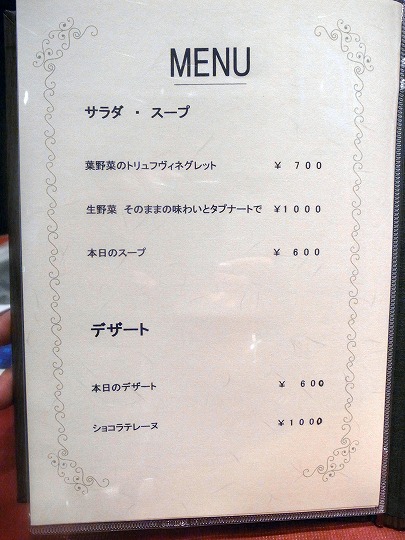 MENU
サラダ ・ スープ
葉野菜のトリュフヴィネグレット ¥ 700
生野菜 そのままの味わいとタプナートで ¥1000
本日のスープ ¥ 600
デザート
本日のデザート ¥ 600
ショコラテレーヌ ¥1000